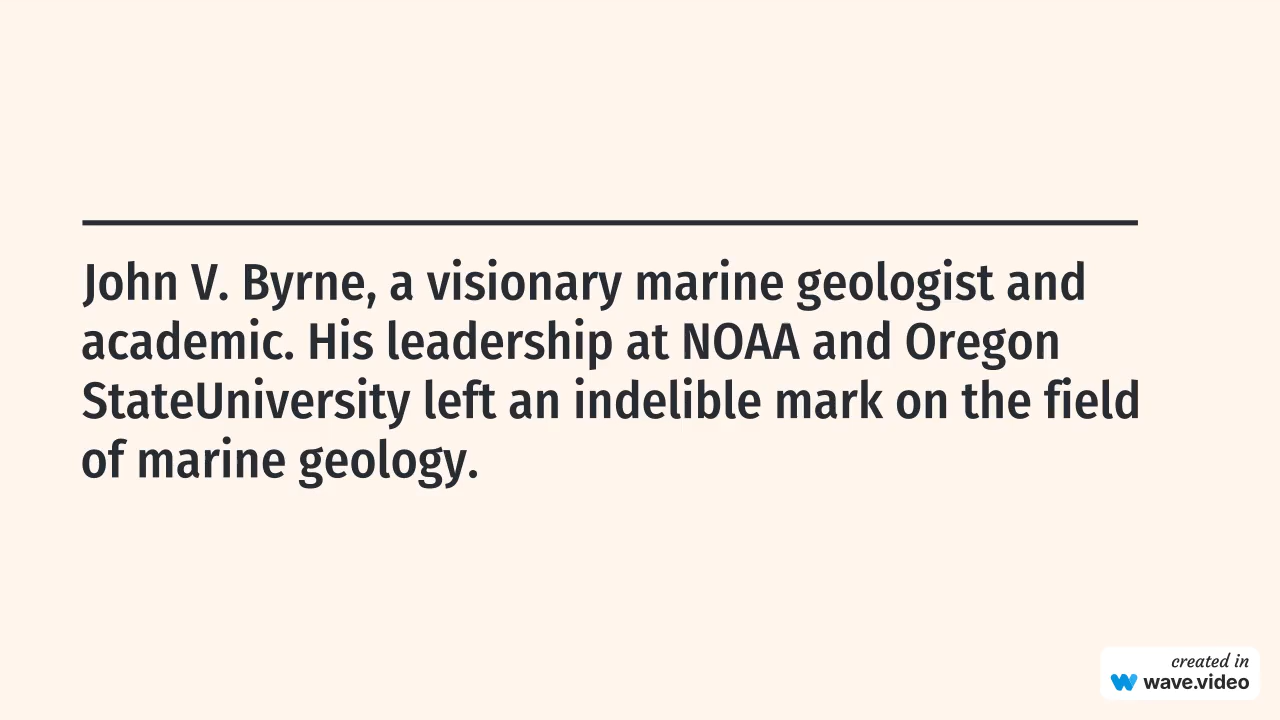 John V. Byrne, a visionary marine geologist and
academic. His leadership at NOAA and Oregon
StateUniversity left an indelible mark on the field
of marine geology.
created in
wave.video